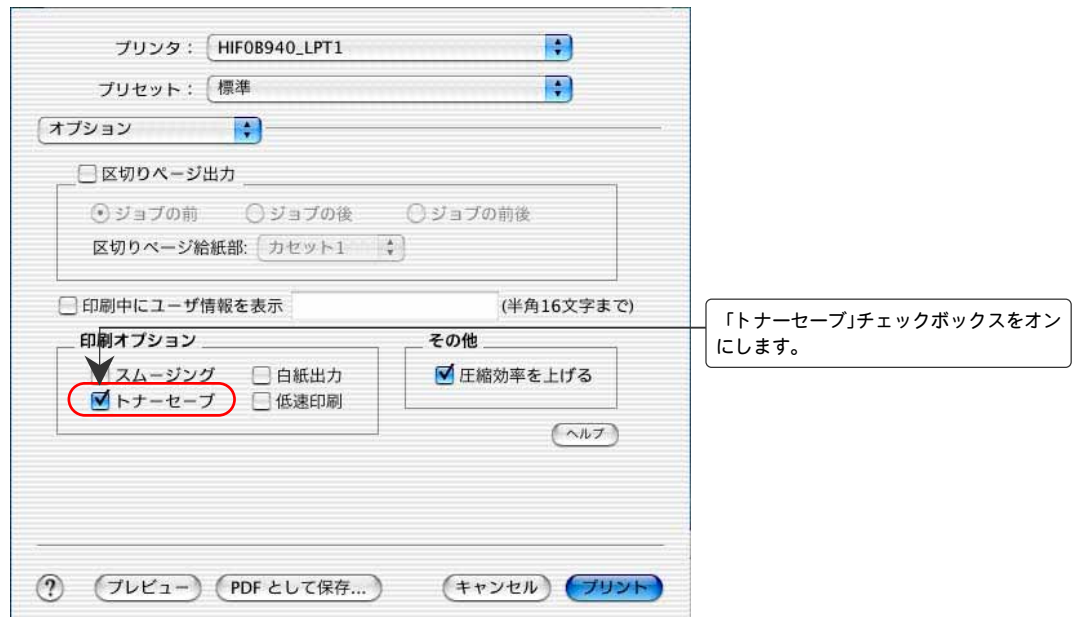 プリンタ： HIF0B940_LPT1
プリセット： 標準
オプション
区切りページ出力
ジョブの前 ジョブの後 ジョブの前後
区切りページ給紙部: カセット1
印刷中にユーザ情報を表示 (半角16文字まで)
印刷オプション その他
スムージング 白紙出力 圧縮効率を上げる
トナーセーブ 低速印刷
ヘルプ
「トナーセーブ」チェックボックスをオン
にします。
? プレビュー PDF として保存... キャンセル プリント